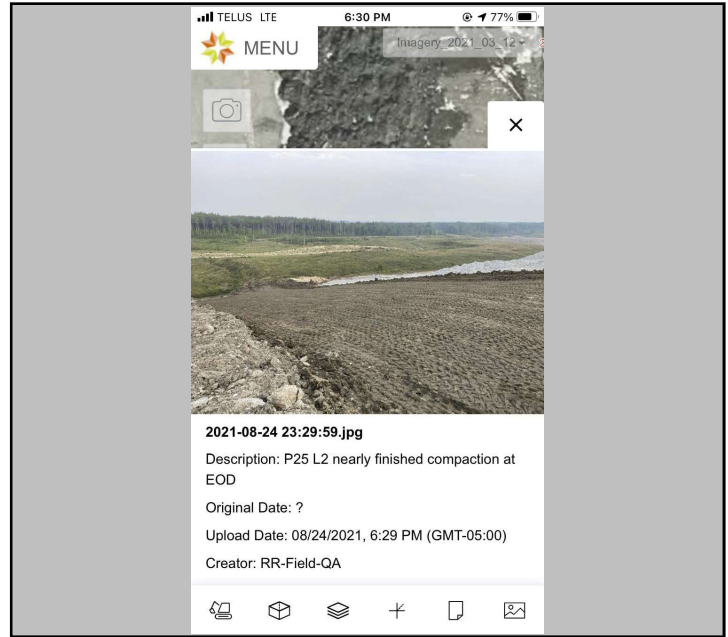 TELUS LTE 6:30 PM 77%
MENU
Imagery_2021_03_12
2021-08-24 23:29:59.jpg
Description: P25 L2 nearly finished compaction at
EOD
Original Date: ?
Upload Date: 08/24/2021, 6:29 PM (GMT-05:00)
Creator: RR-Field-QA